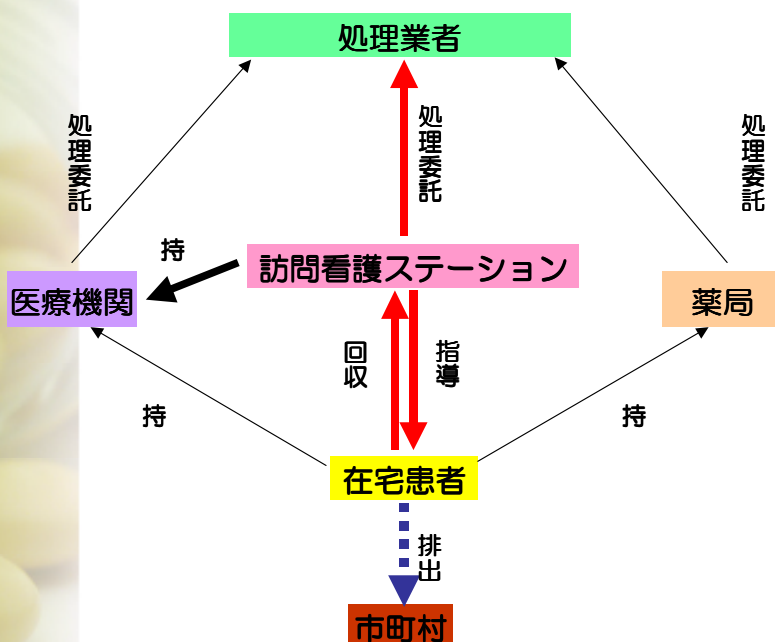 処理業者
処理委託
処理委託
処理委託
持
訪問看護ステーション
医療機関
薬局
回収
指導
持
持
在宅患者
排出
市町村